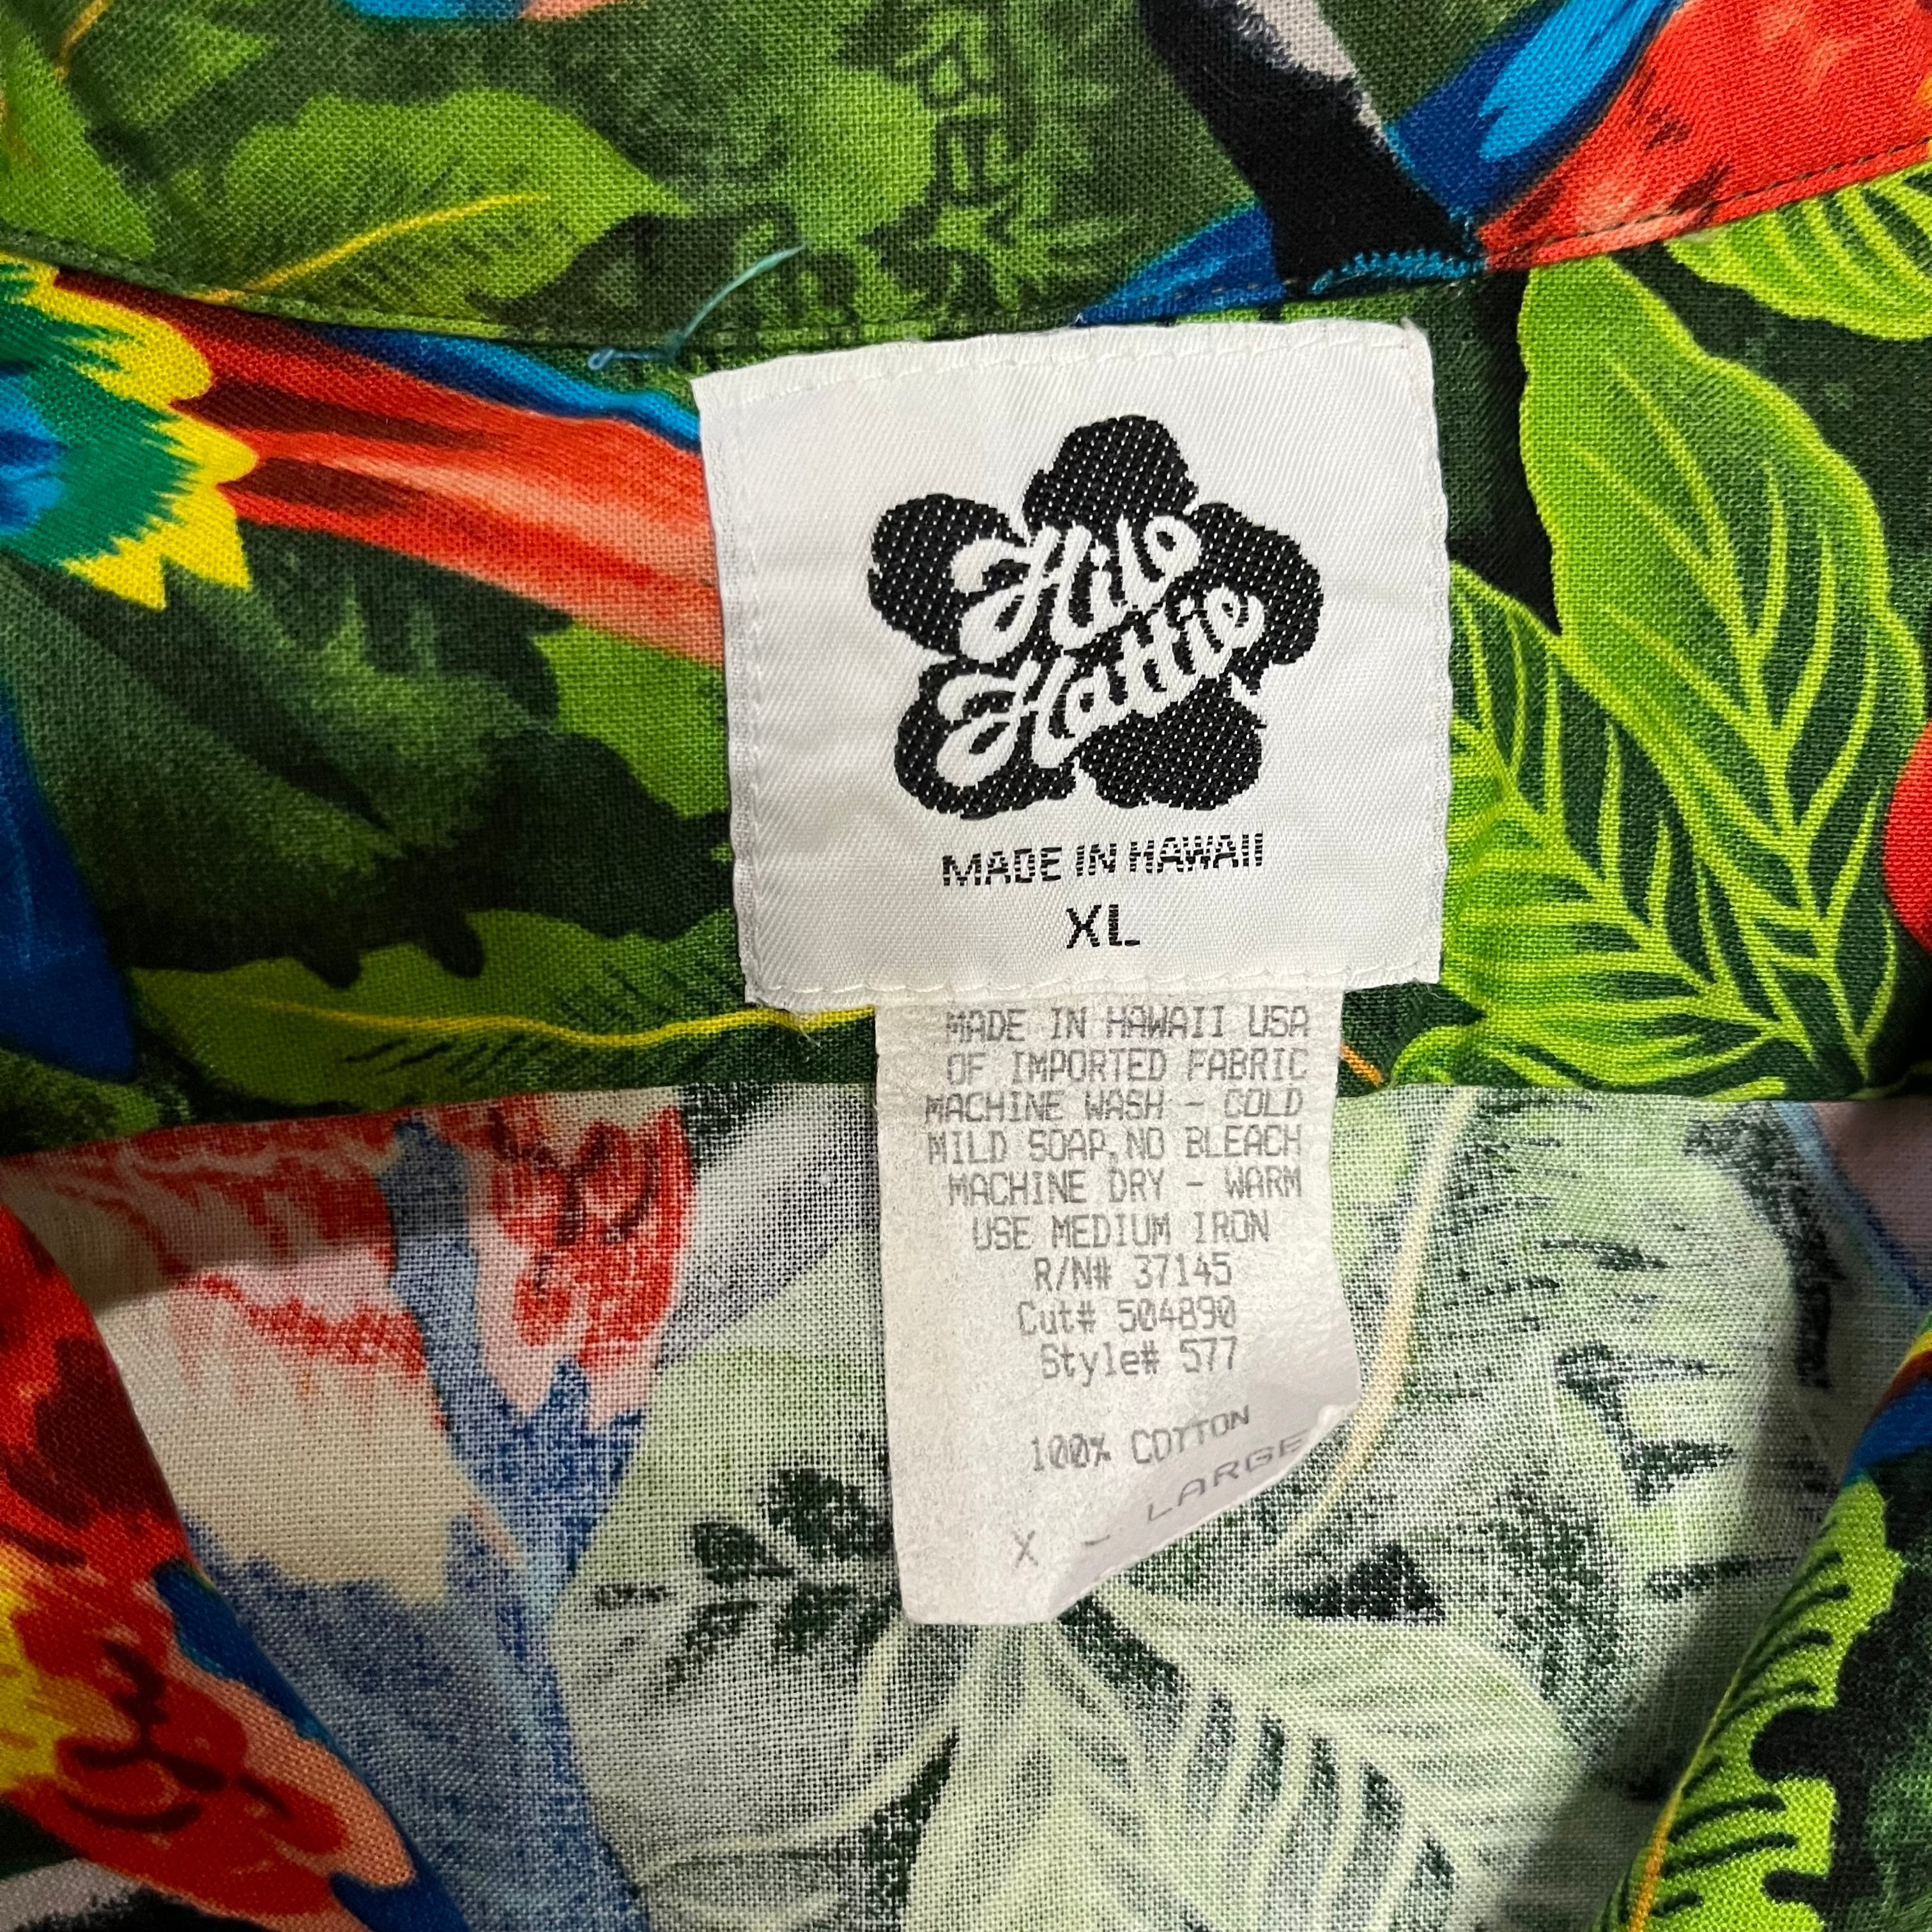 Hilo
Hattie
MADE IN HAWAII
XL
MADE IN HAWAII USA
OF IMPORTED FABRIC
MACHINE WASH - COLD
MILD SOAP, NO BLEACH
MACHINE DRY - WARM
USE MEDIUM IRON
R/N# 37145
Cut# 504890
Style# 577
100% COTTON
X - LARGE